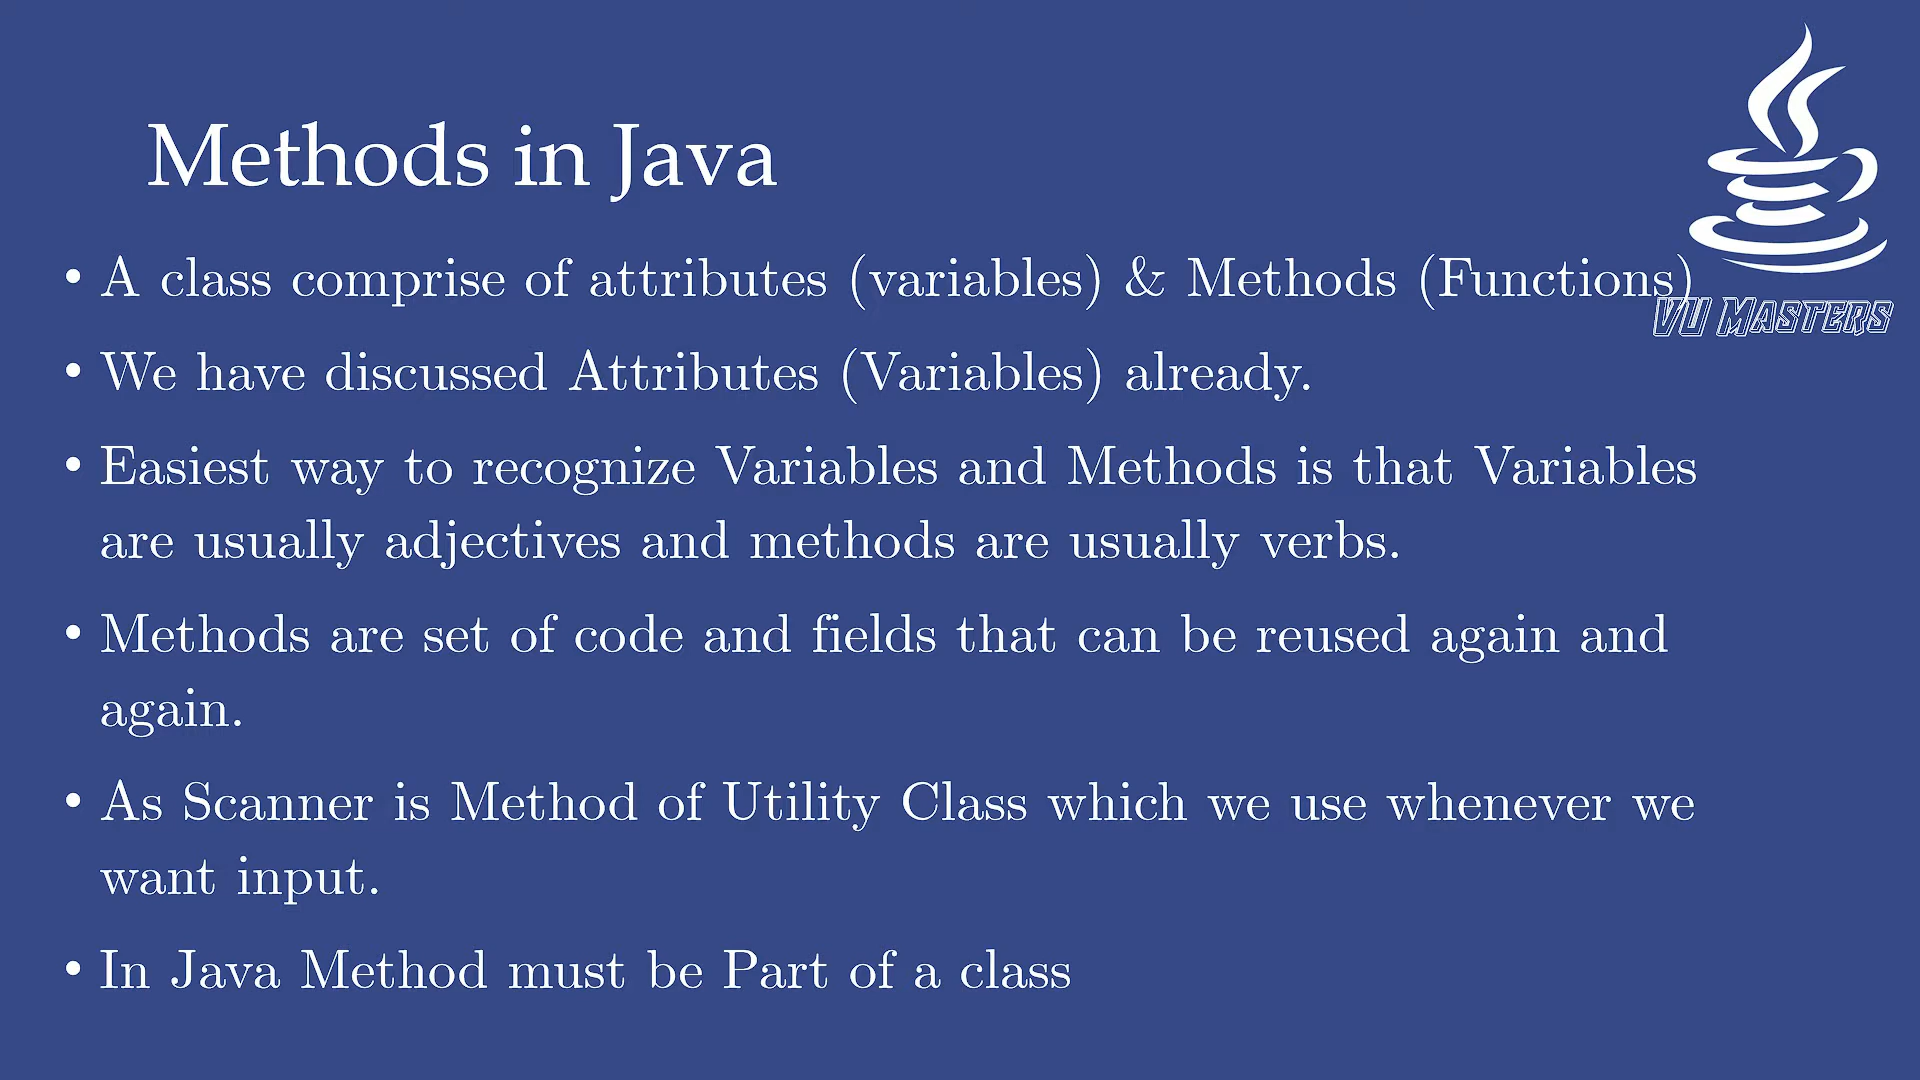 Methods in Java
• A class comprise of attributes (variables) & Methods (Functions)
VU Masters
• We have discussed Attributes (Variables) already.
• Easiest way to recognize Variables and Methods is that Variables
are usually adjectives and methods are usually verbs.
• Methods are set of code and fields that can be reused again and
again.
• As Scanner is Method of Utility Class which we use whenever we
want input.
• In Java Method must be Part of a class